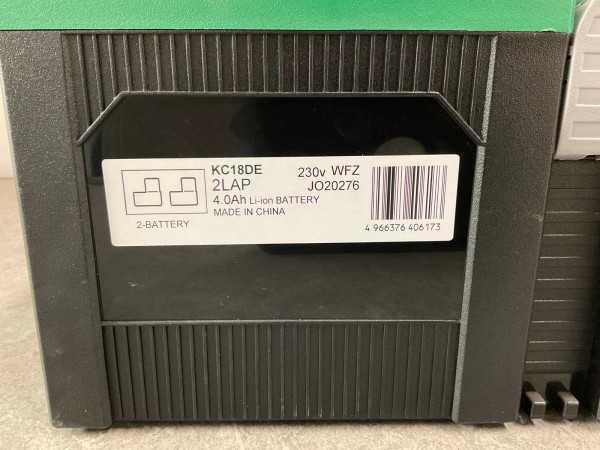 KC18DE 230v WFZ
2LAP JO20276
4.0Ah Li-ion BATTERY
MADE IN CHINA
2-BATTERY
4 966376 406173